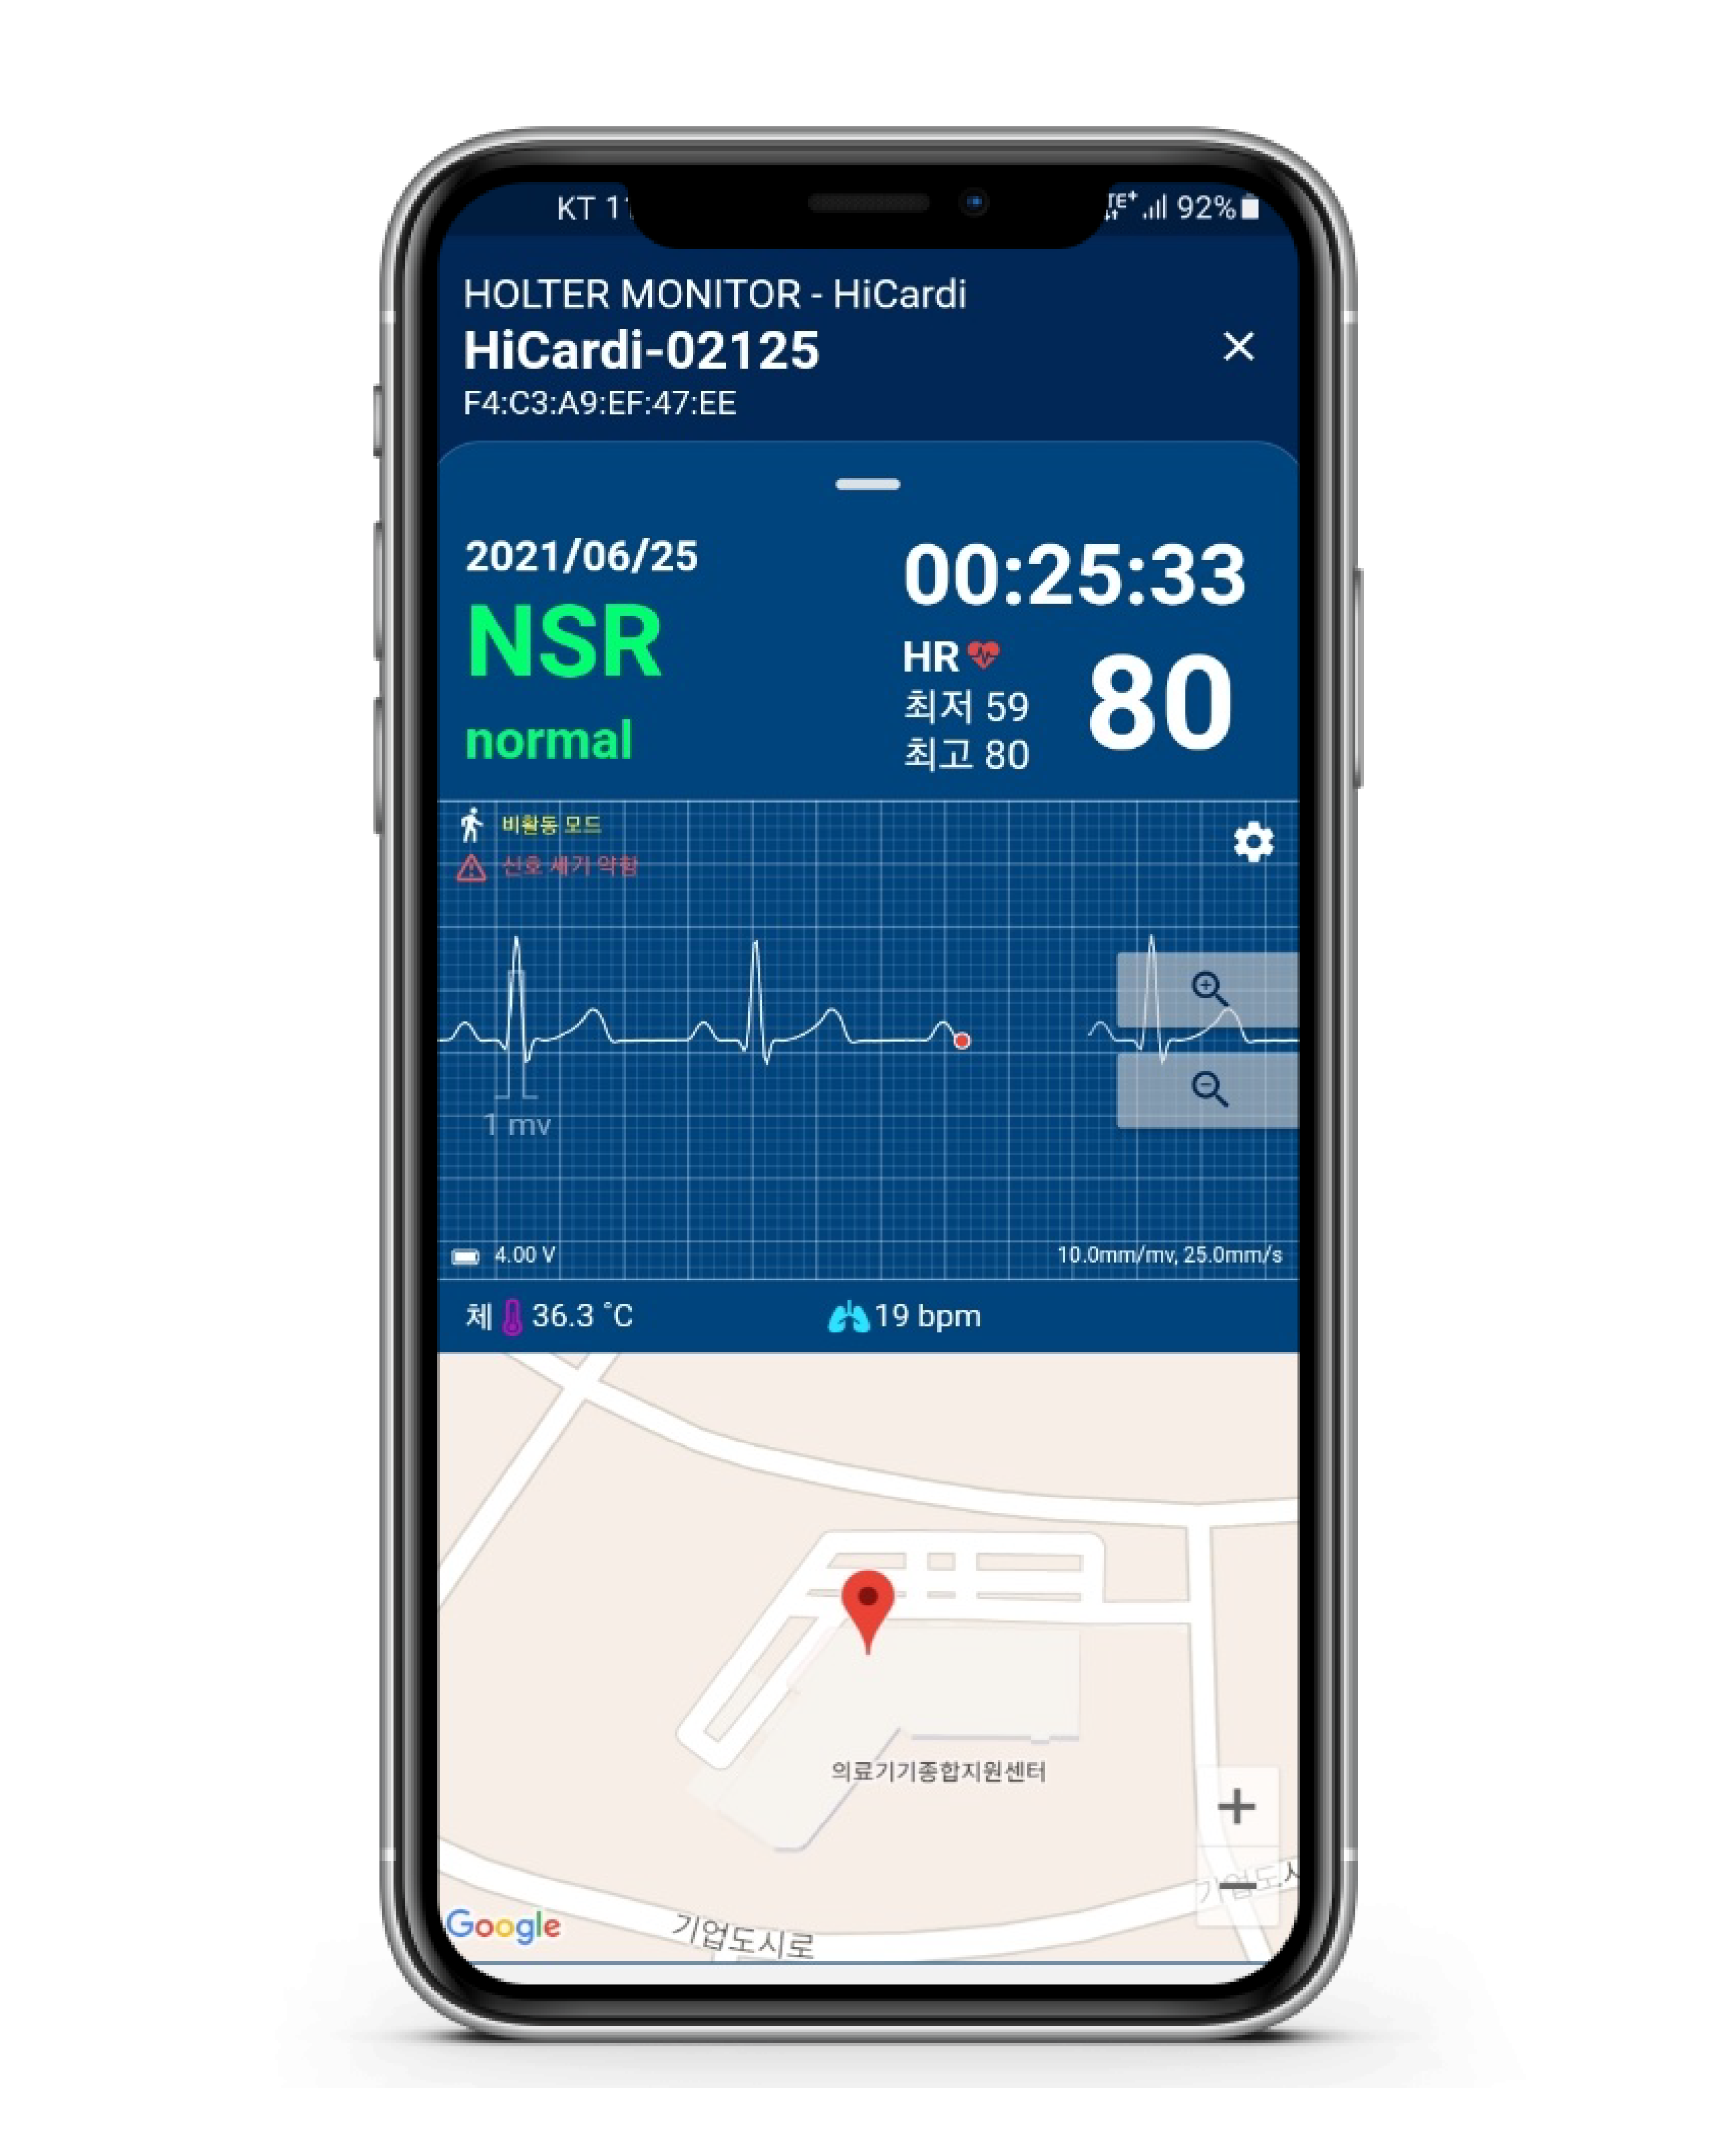 KT 11
TE+ 92%
HOLTER MONITOR - HiCardi
HiCardi-02125
F4:C3:A9:EF:47:EE
2021/06/25
00:25:33
NSR
normal
HR
최저 59
최고 80
80
비활동 모드
신호 세기 약함
1 mv
4.00 V
10.0mm/mv, 25.0mm/s
체 36.3 °C
19 bpm
의료기기종합지원센터
기업도시
Google
기업도시로